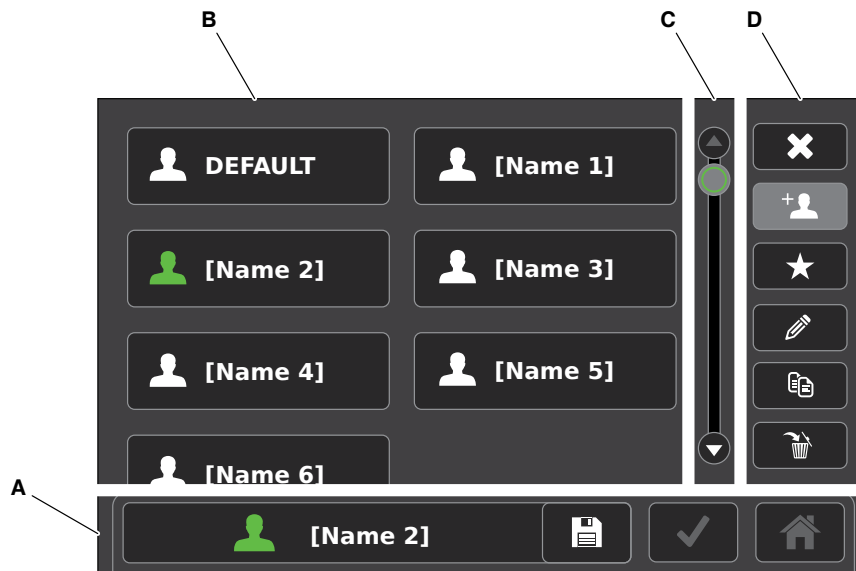 B C D
DEFAULT [Name 1]
[Name 2] [Name 3]
[Name 4] [Name 5]
[Name 6]
A
[Name 2]